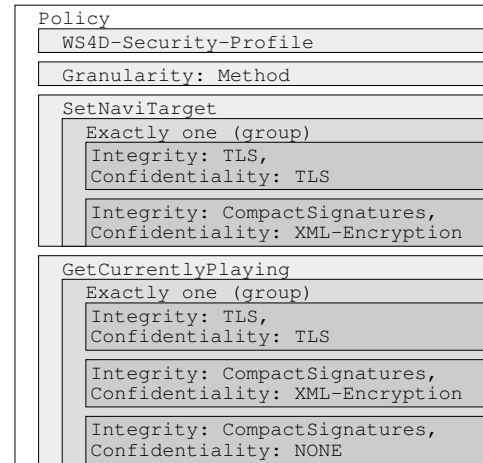 Policy
WS4D-Security-Profile
Granularity: Method
SetNaviTarget
Exactly one (group)
Integrity: TLS,
Confidentiality: TLS
Integrity: CompactSignatures,
Confidentiality: XML-Encryption
GetCurrentlyPlaying
Exactly one (group)
Integrity: TLS,
Confidentiality: TLS
Integrity: CompactSignatures,
Confidentiality: XML-Encryption
Integrity: CompactSignatures,
Confidentiality: NONE